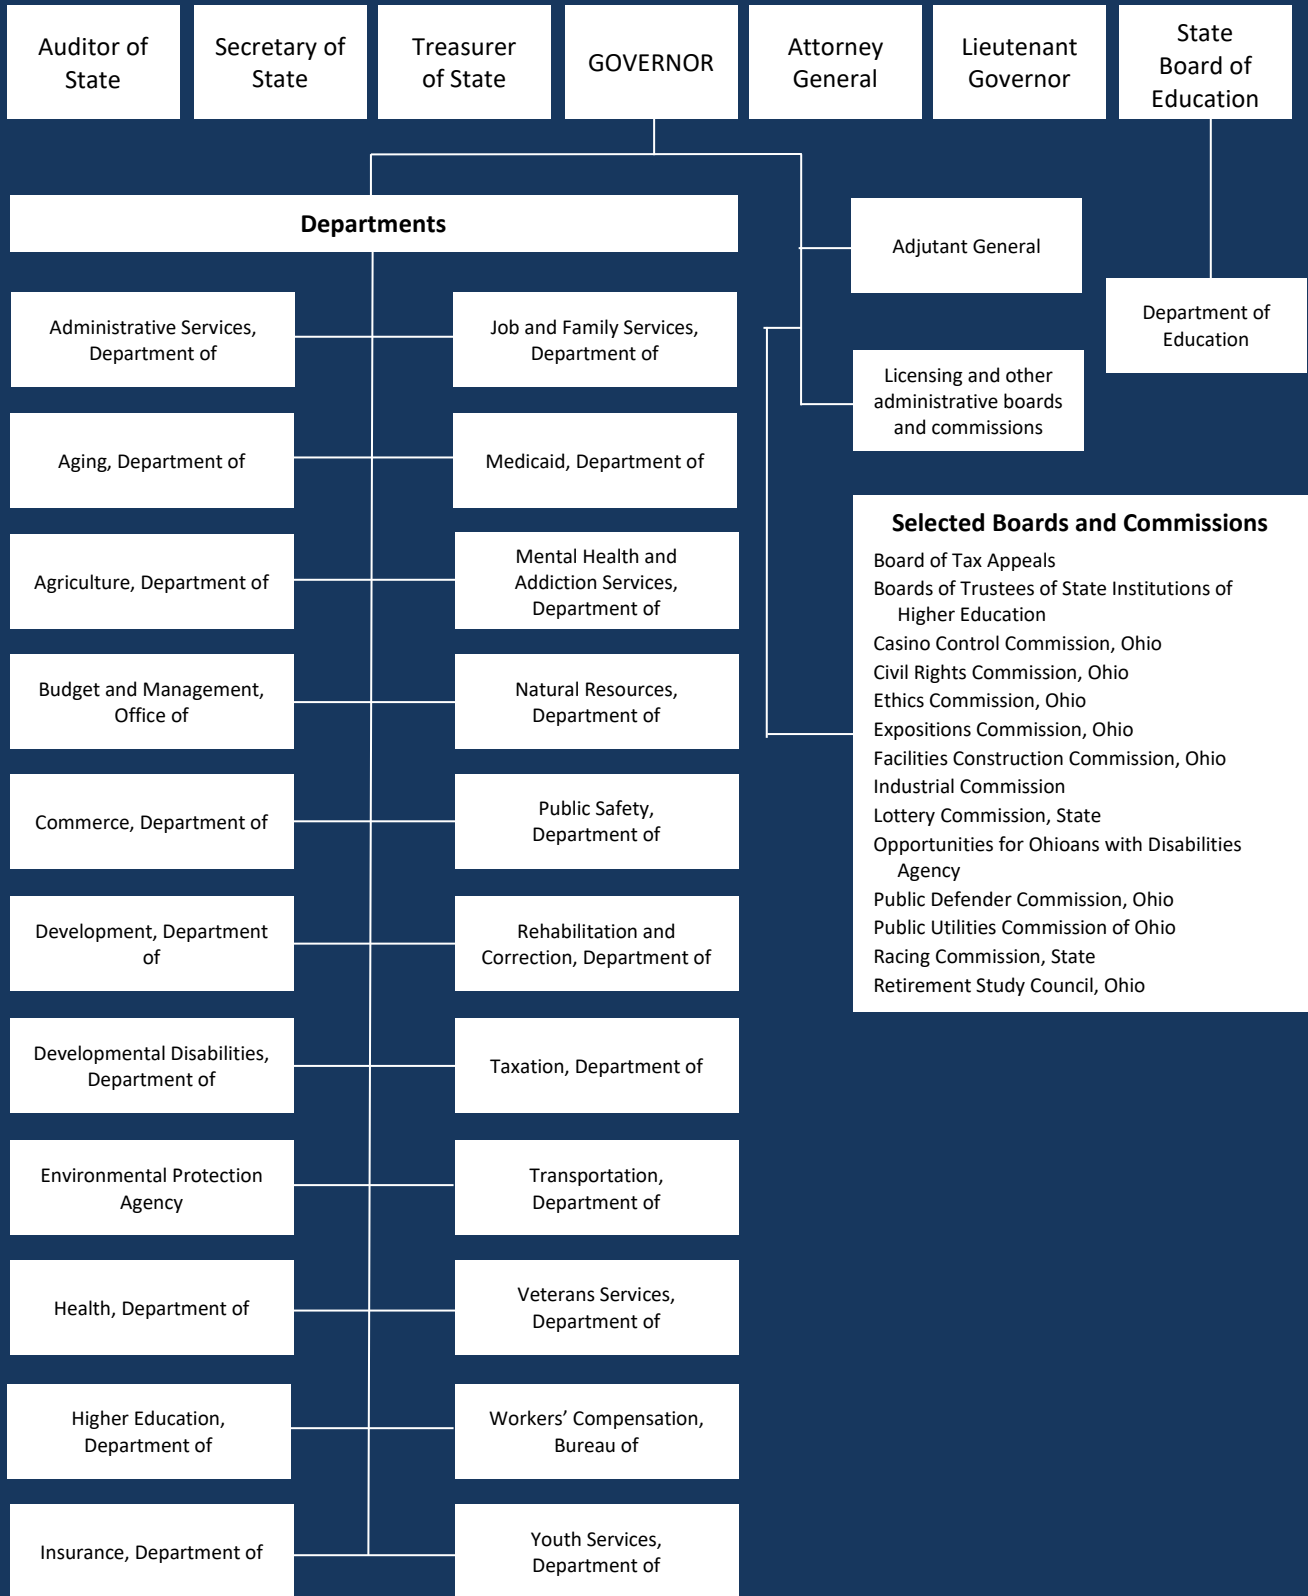 Auditor of
State
Secretary of
State
Treasurer
of State
GOVERNOR
Attorney
General
Lieutenant
Governor
State
Board of
Education
Departments
Adjutant General
Department of
Education
Licensing and other
administrative boards
and commissions
Administrative Services,
Department of
Job and Family Services,
Department of
Aging, Department of
Medicaid, Department of
Agriculture, Department of
Mental Health and
Addiction Services,
Department of
Budget and Management,
Office of
Natural Resources,
Department of
Commerce, Department of
Public Safety,
Department of
Development, Department
of
Rehabilitation and
Correction, Department of
Developmental Disabilities,
Department of
Taxation, Department of
Environmental Protection
Agency
Transportation,
Department of
Health, Department of
Veterans Services,
Department of
Higher Education,
Department of
Workers’ Compensation,
Bureau of
Insurance, Department of
Youth Services,
Department of
Selected Boards and Commissions
Board of Tax Appeals
Boards of Trustees of State Institutions of
Higher Education
Casino Control Commission, Ohio
Civil Rights Commission, Ohio
Ethics Commission, Ohio
Expositions Commission, Ohio
Facilities Construction Commission, Ohio
Industrial Commission
Lottery Commission, State
Opportunities for Ohioans with Disabilities
Agency
Public Defender Commission, Ohio
Public Utilities Commission of Ohio
Racing Commission, State
Retirement Study Council, Ohio